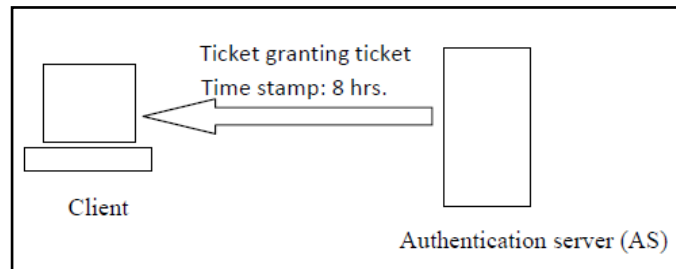 Ticket granting ticket
Time stamp: 8 hrs.
Client
Authentication server (AS)